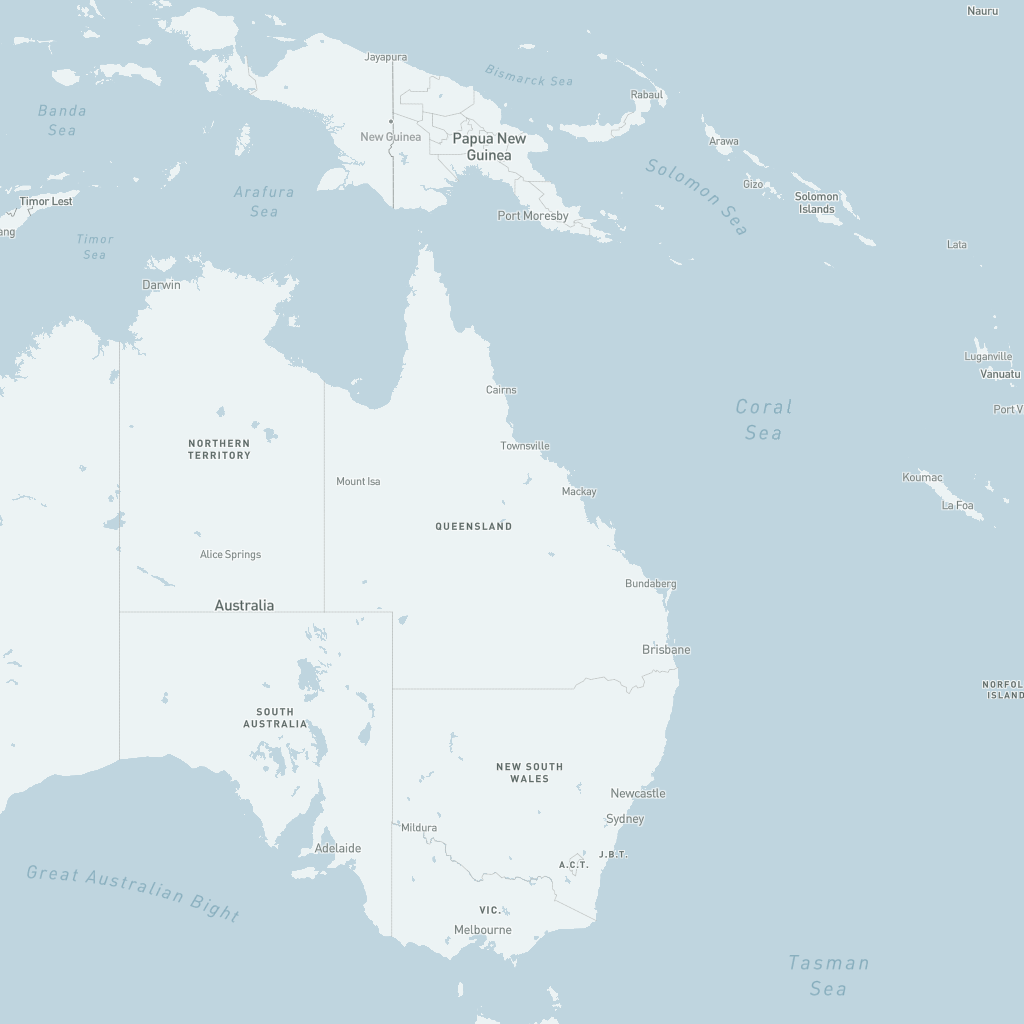 Nauru
Jayapura
Bismarck Sea
Rabaul
Banda
Sea
New Guinea
Papua New
Guinea
Arawa
Solomon Sea
Gizo
Solomon
Islands
Arafura
Sea
Timor Lest
ang
Port Moresby
Timor
Sea
Lata
Darwin
Luganville
Vanuatu
Cairns
Coral
Sea
Port V
NORTHERN
TERRITORY
Townsville
Mount Isa
Mackay
Koumac
La Foa
QUEENSLAND
Alice Springs
Bundaberg
Australia
Brisbane
NORFOL
ISLAND
SOUTH
AUSTRALIA
NEW SOUTH
WALES
Newcastle
Sydney
Mildura
Adelaide
J.B.T.
A.C.T.
Great Australian Bight
VIC.
Melbourne
Tasman
Sea